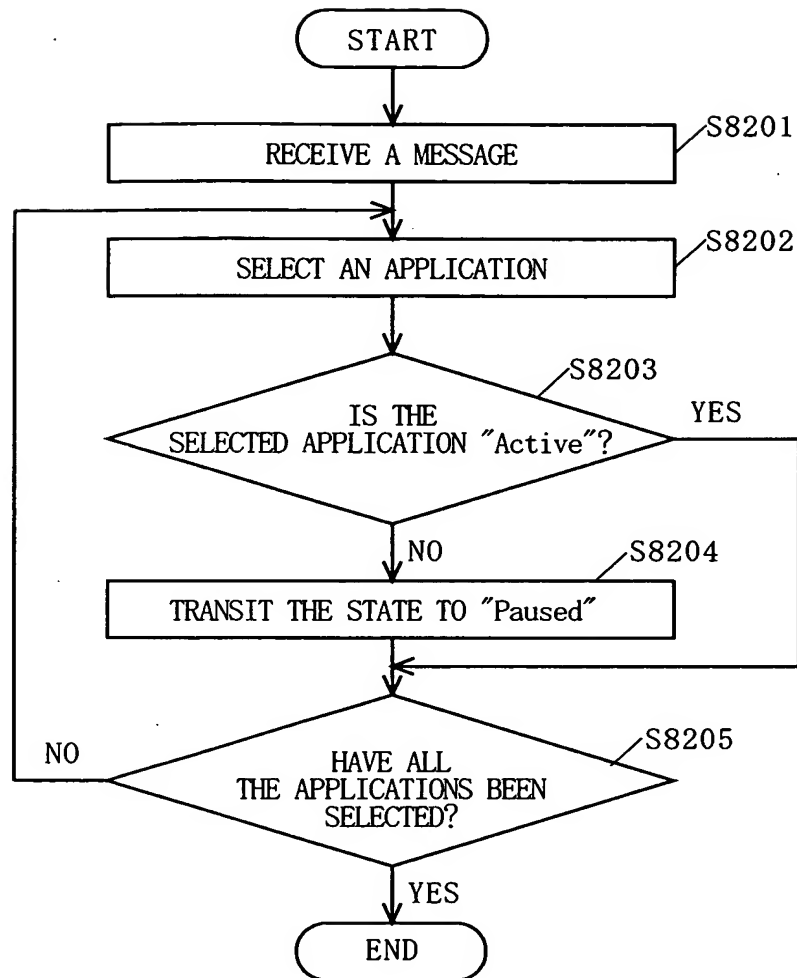 START
S8201
RECEIVE A MESSAGE
S8202
SELECT AN APPLICATION
S8203
IS THE
SELECTED APPLICATION "Active"?
YES
NO
S8204
TRANSIT THE STATE TO "Paused"
S8205
NO
HAVE ALL
THE APPLICATIONS BEEN
SELECTED?
YES
END